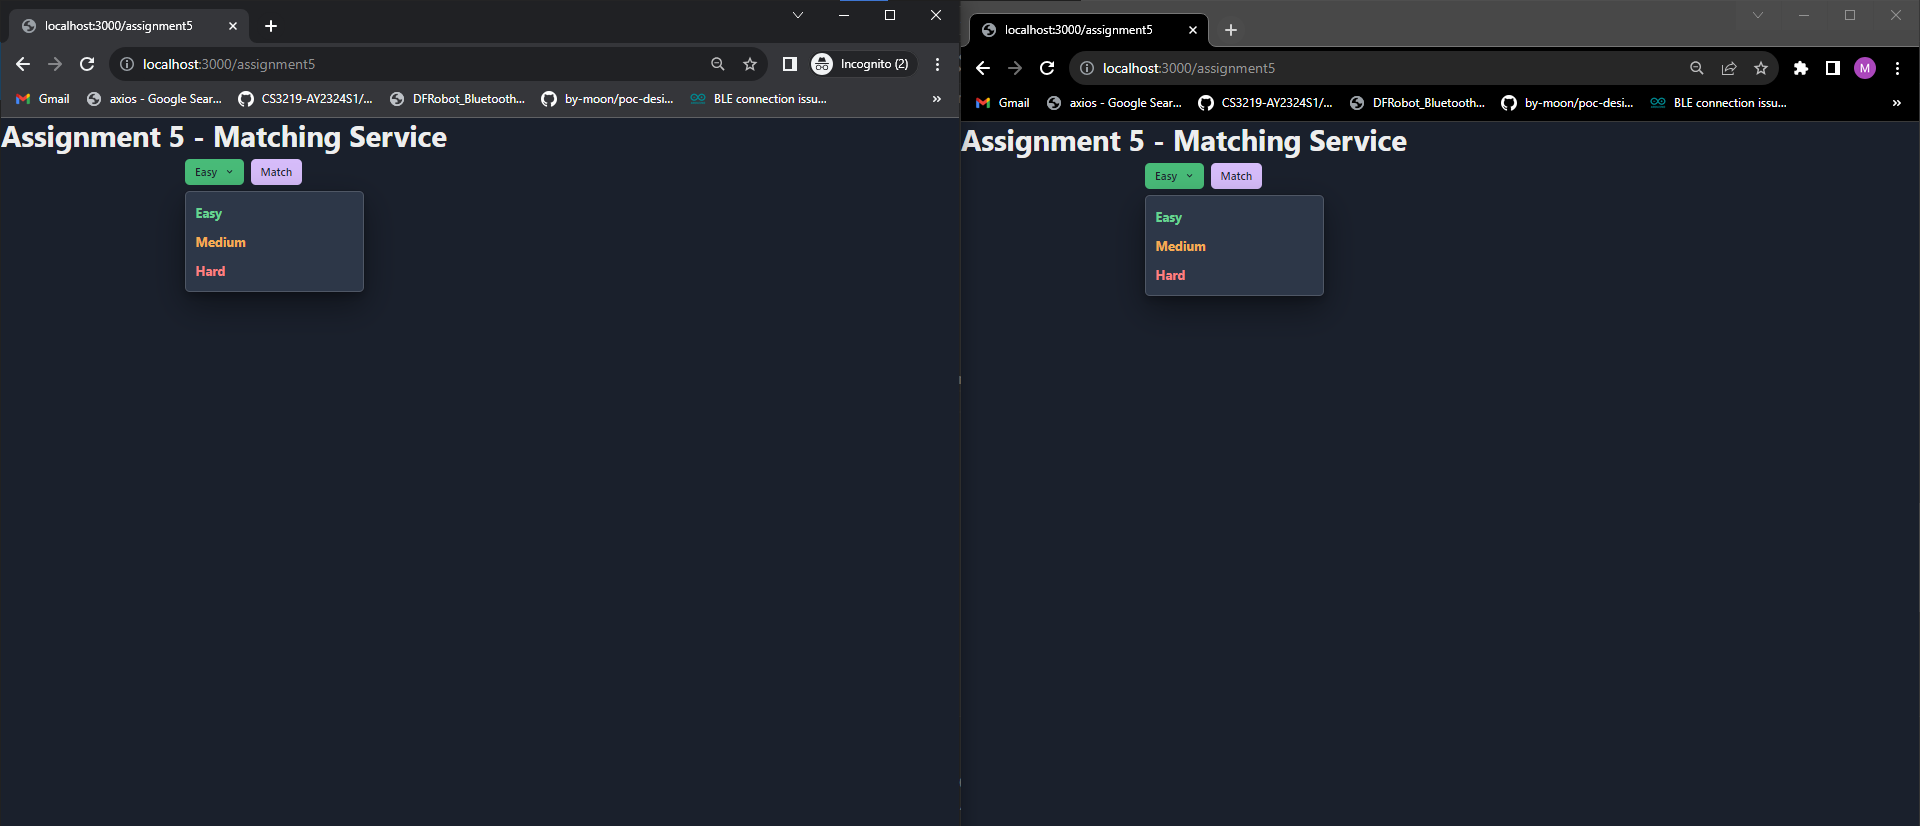 localhost:3000/assignment5
localhost:3000/assignment5 Incognito (2)
Gmail axios - Google Sear... CS3219-AY2324S1/... DFRobot_Bluetooth... by-moon/poc-desi... BLE connection issu... »
Assignment 5 - Matching Service
Easy Match
Easy
Medium
Hard
localhost:3000/assignment5
localhost:3000/assignment5 M
Gmail axios - Google Sear... CS3219-AY2324S1/... DFRobot_Bluetooth... by-moon/poc-desi... BLE connection issu... »
Assignment 5 - Matching Service
Easy Match
Easy
Medium
Hard